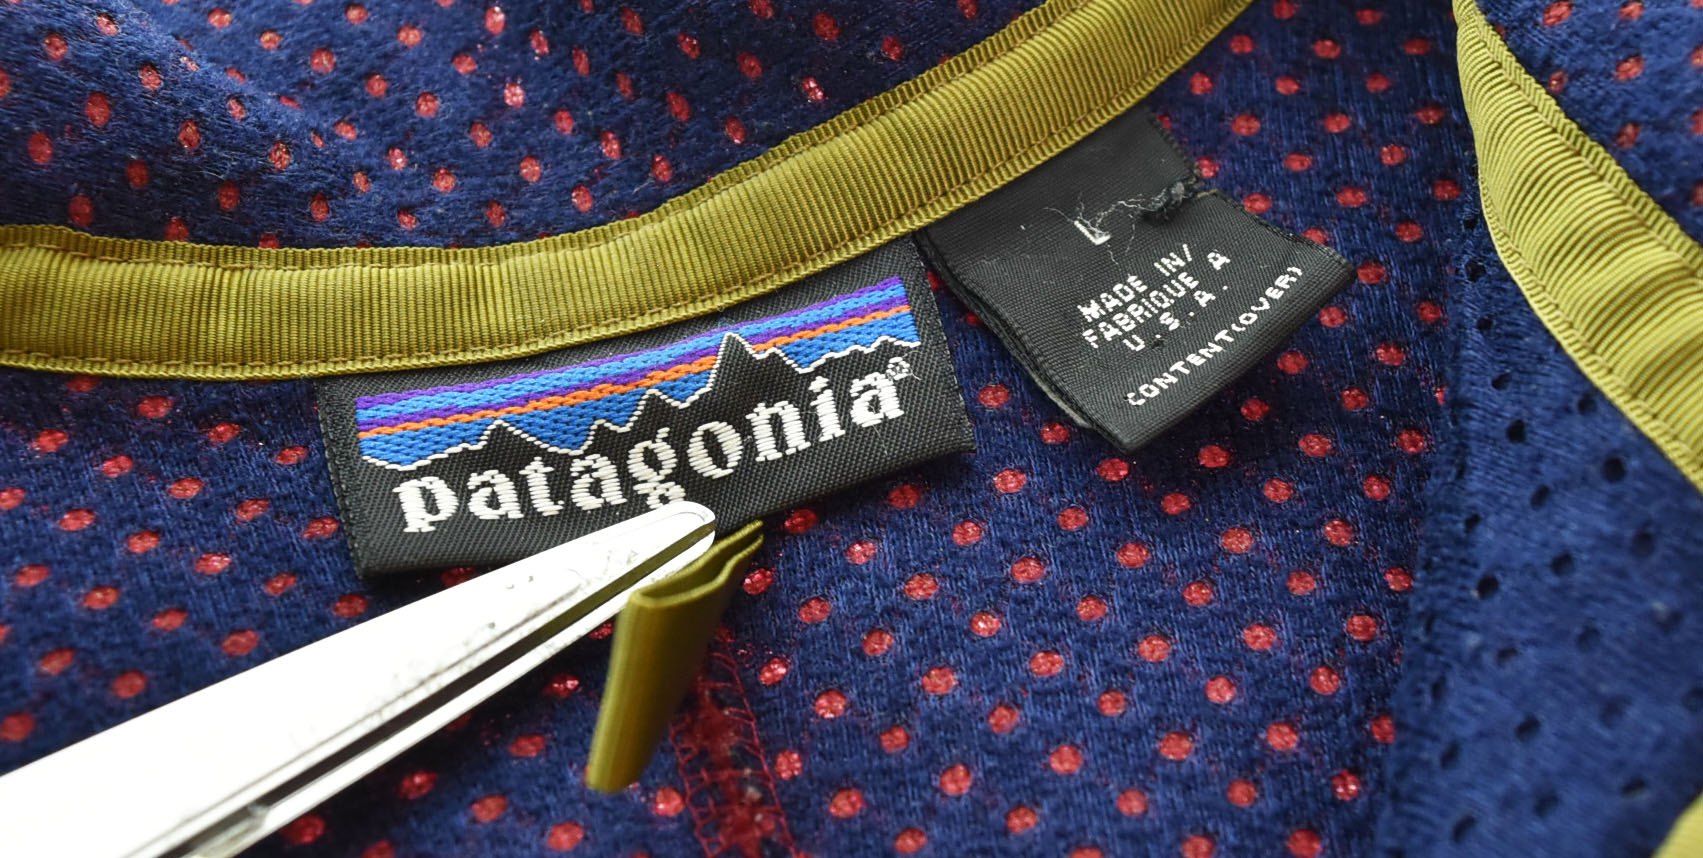 patagonia®
L
MADE IN/
FABRIQUE A
U.S.A.
CONTENT(OVER)